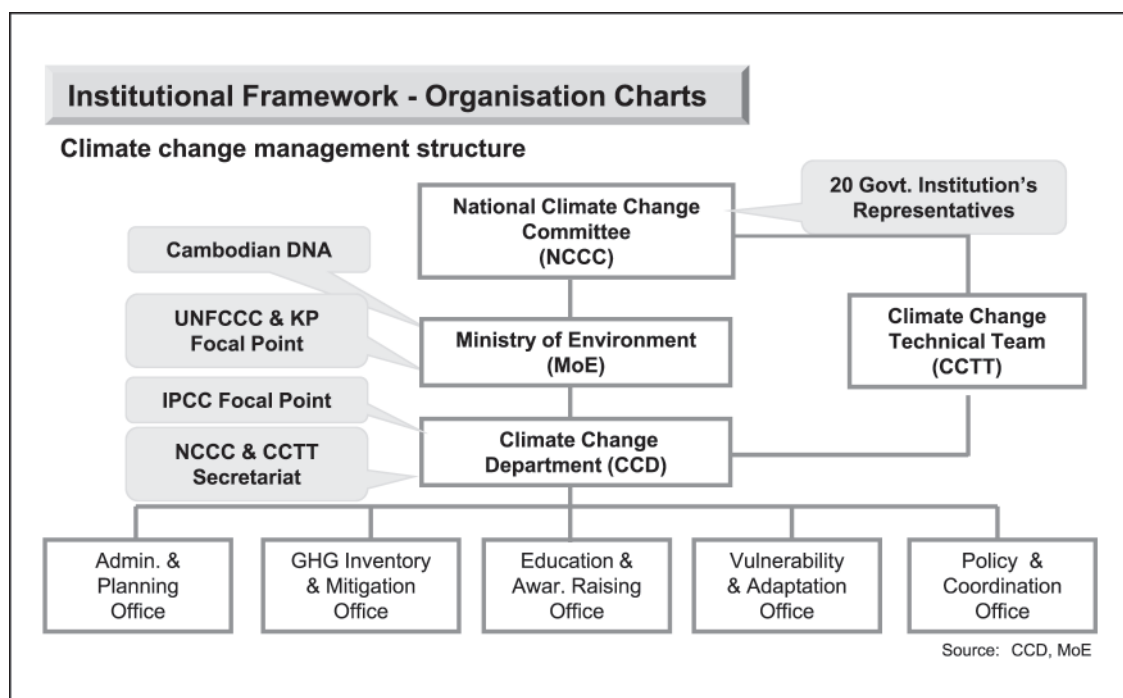 Institutional Framework - Organisation Charts
Climate change management structure
20 Govt. Institution's
Representatives
National Climate Change
Committee
(NCCC)
Cambodian DNA
UNFCCC & KP
Focal Point
Ministry of Environment
(MoE)
Climate Change
Technical Team
(CCTT)
IPCC Focal Point
NCCC & CCTT
Secretariat
Climate Change
Department (CCD)
Admin. &
Planning
Office
GHG Inventory
& Mitigation
Office
Education &
Awar. Raising
Office
Vulnerability
& Adaptation
Office
Policy &
Coordination
Office
Source: CCD, MoE